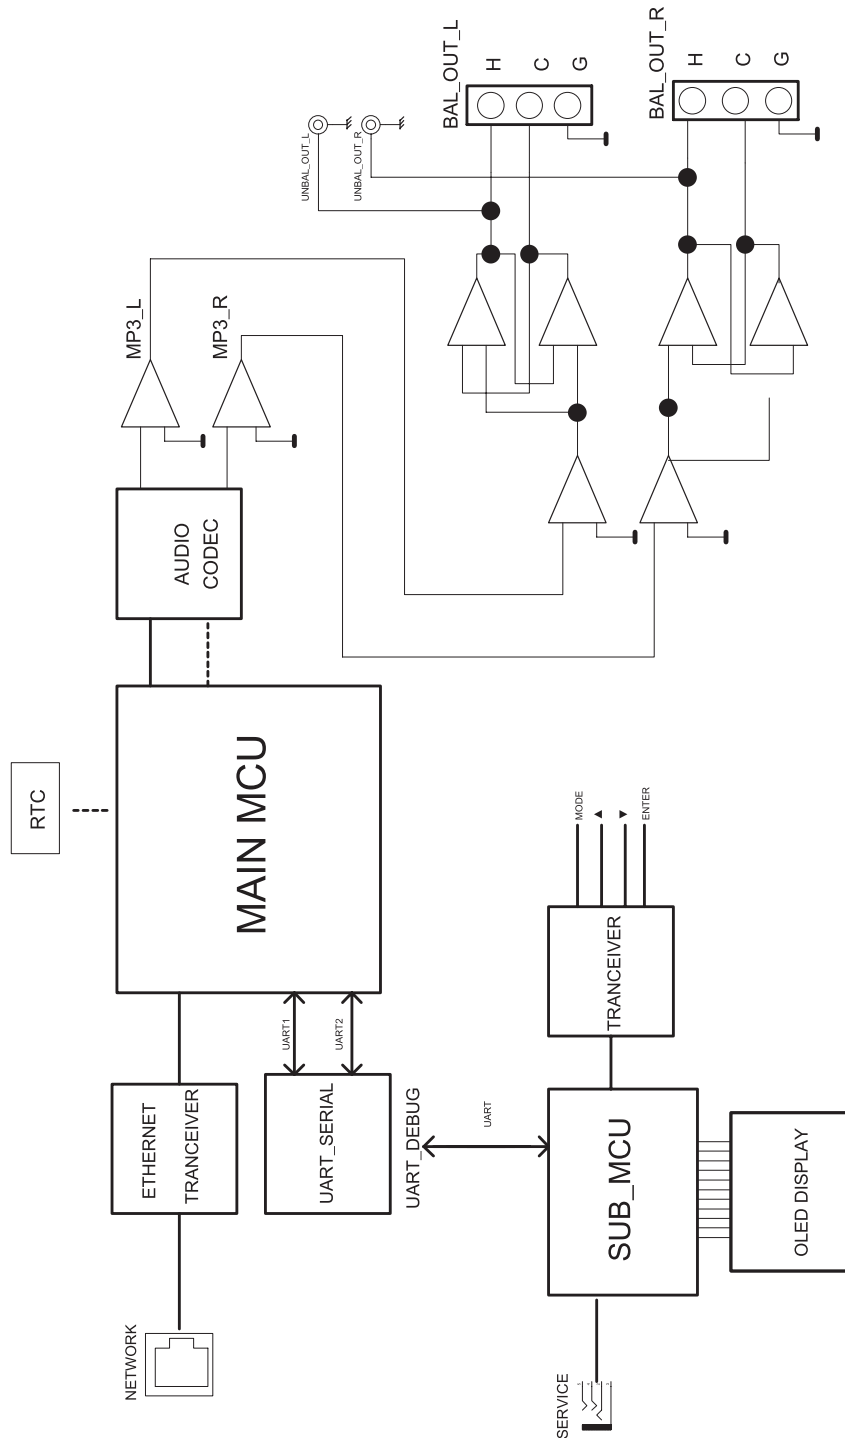 NETWORK
ETHERNET
TRANCEIVER
RTC
MAIN MCU
AUDIO
CODEC
MP3_L
MP3_R
UNBAL_OUT_L
UNBAL_OUT_R
BAL_OUT_L
H
C
G
BAL_OUT_R
H
C
G
UART_SERIAL
UART1
UART2
UART_DEBUG
UART
SERVICE
SUB_MCU
TRANCEIVER
MODE
▲
▼
ENTER
OLED DISPLAY